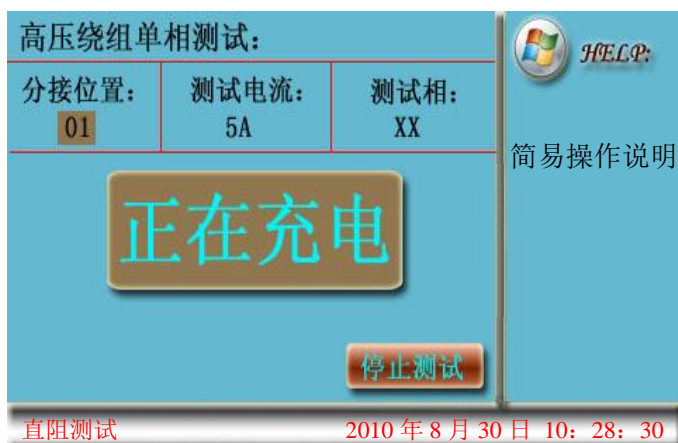 高压绕组单相测试：
HELP:
分接位置： 测试电流： 测试相：
01 5A XX
简易操作说明
正在充电
停止测试
直阻测试 2010 年 8 月 30 日 10：28：30